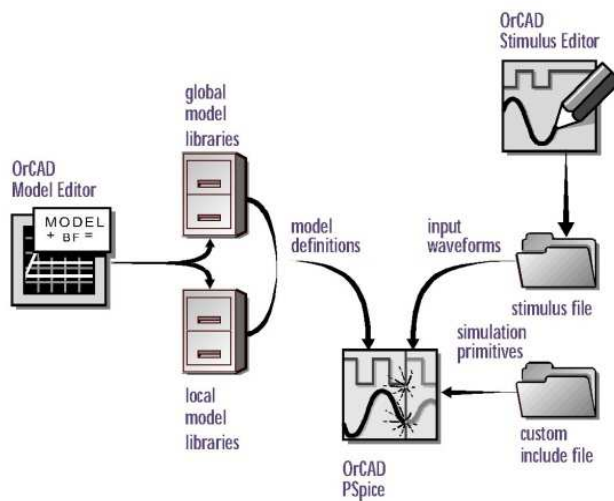 OrCAD
Stimulus Editor
global
model
libraries
OrCAD
Model Editor
MODEL
+ BF =
model
definitions
input
waveforms
stimulus file
simulation
primitives
local
model
libraries
custom
include file
OrCAD
PSpice